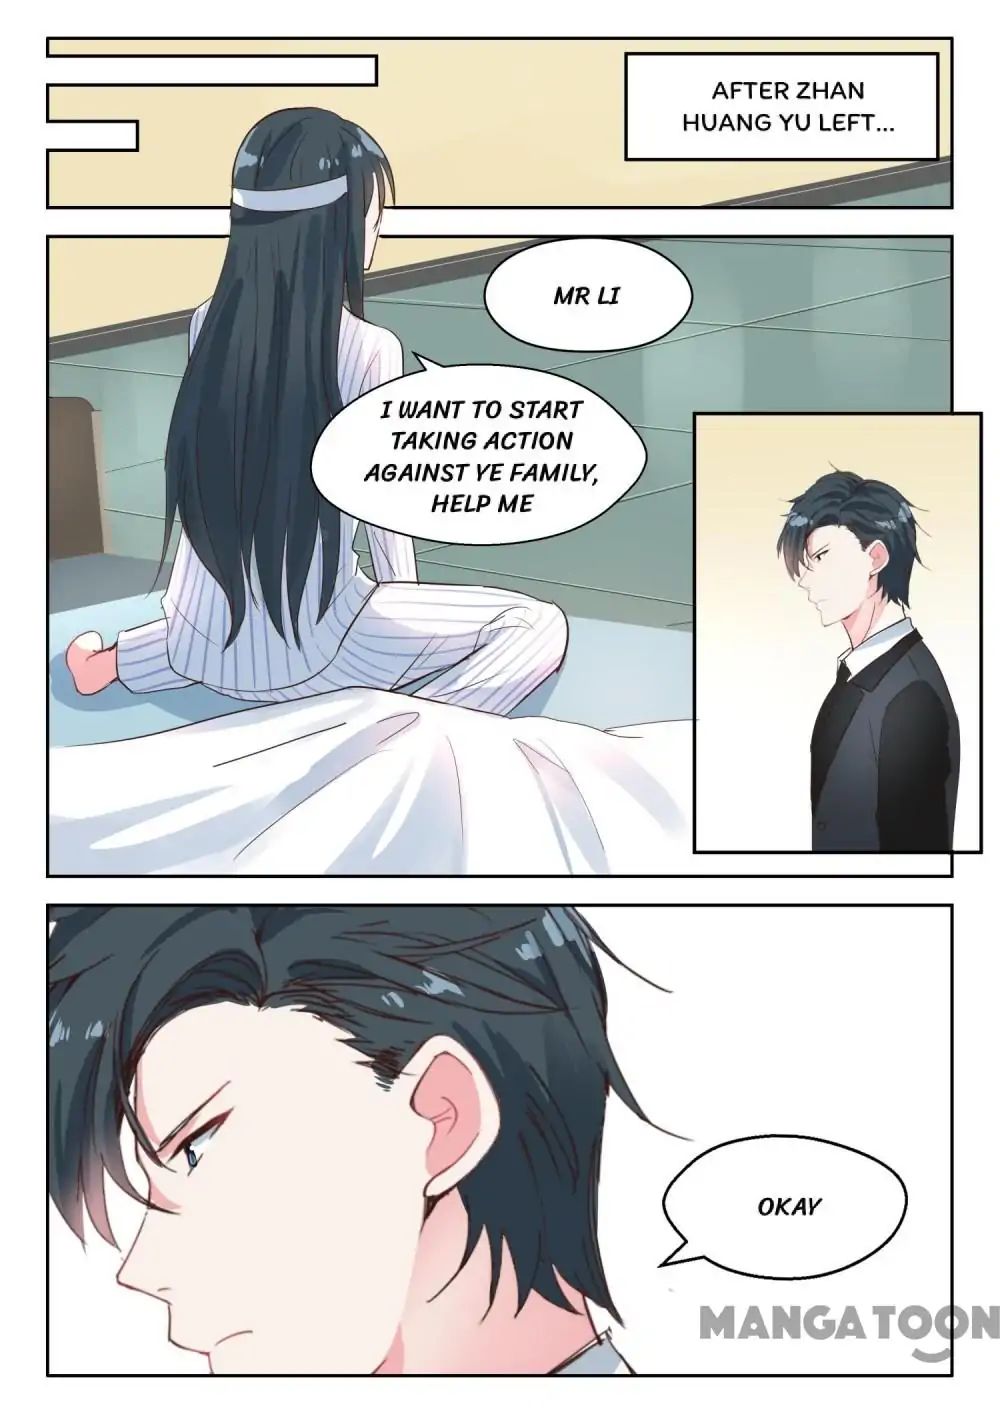 AFTER ZHAN
HUANG YU LEFT...
MR LI
I WANT TO START
TAKING ACTION
AGAINST YE FAMILY,
HELP ME
OKAY
MANGATOON